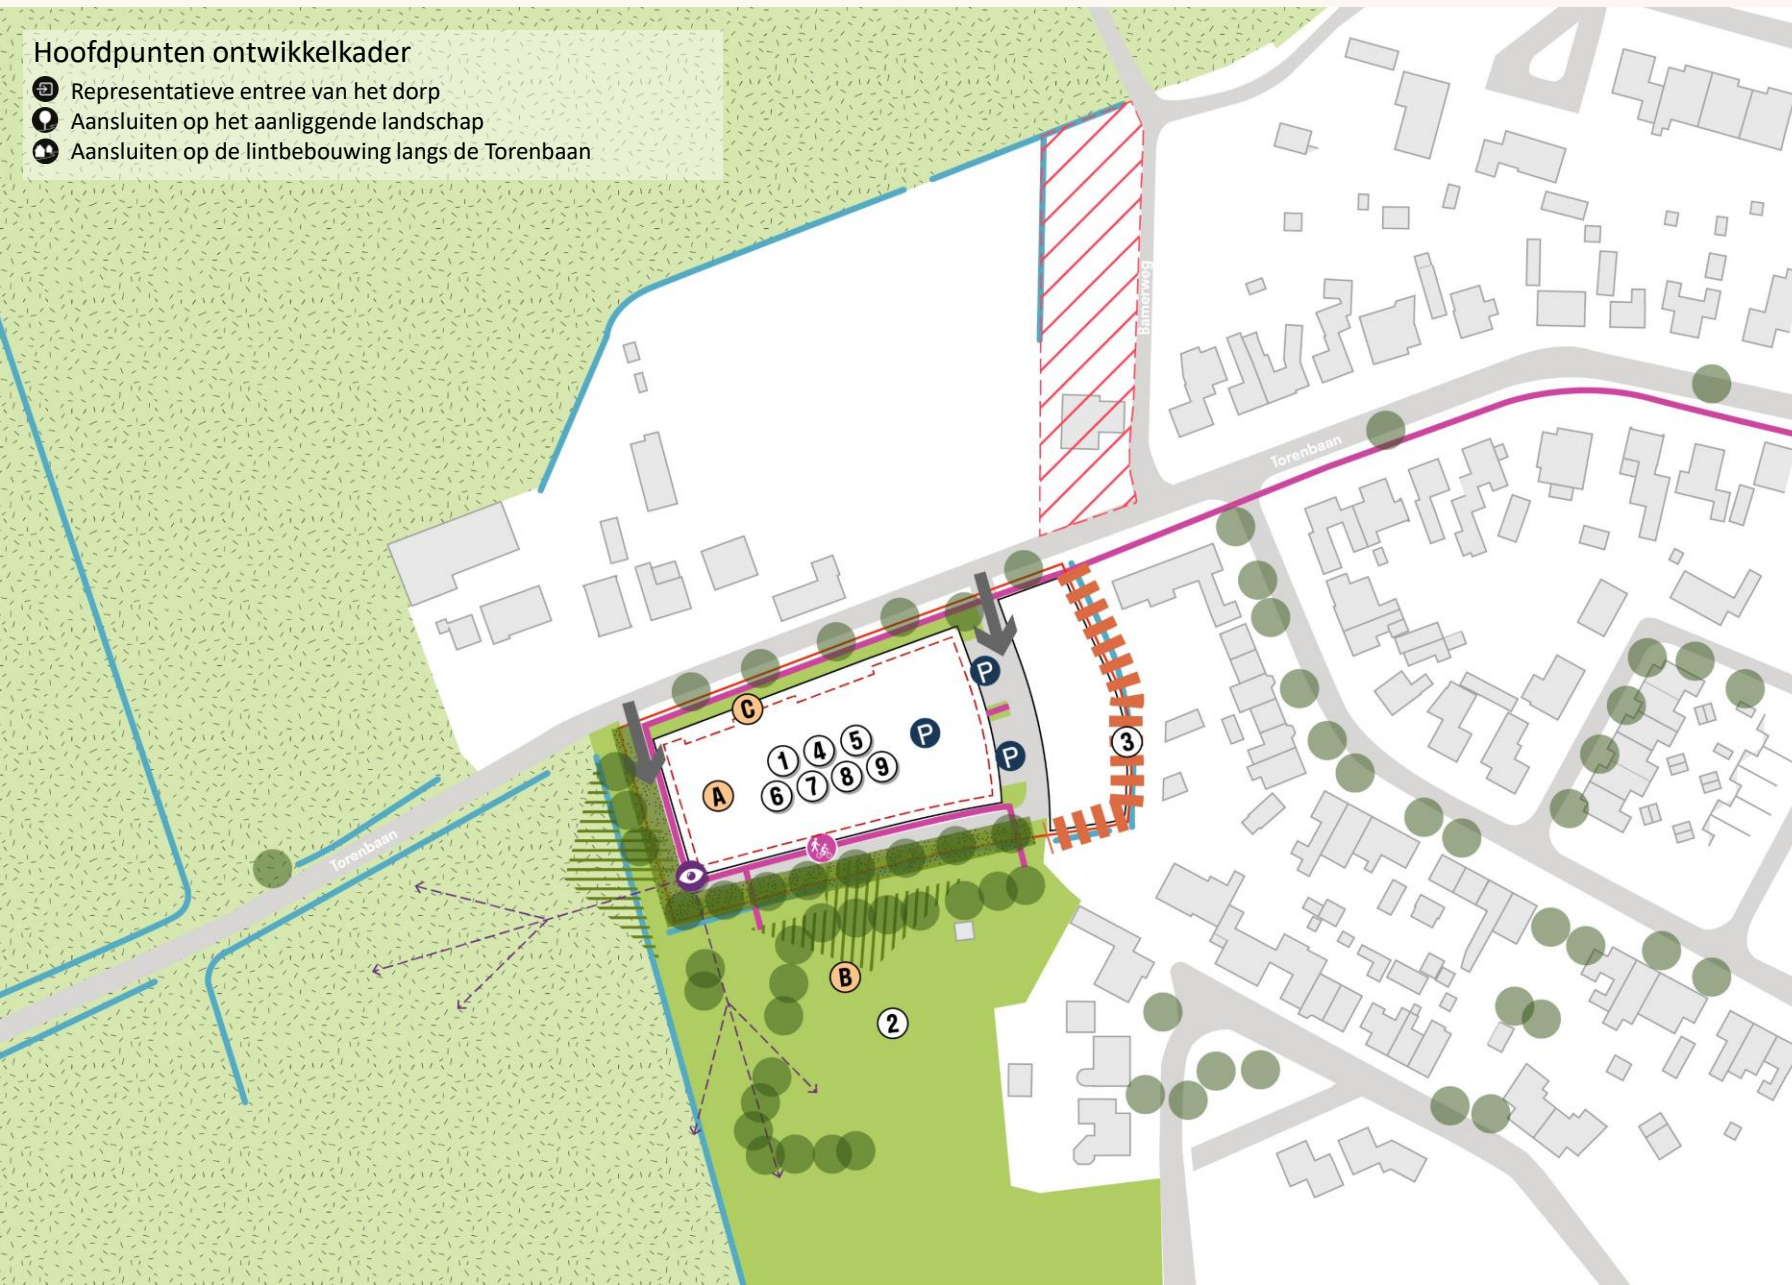 Hoofdpunten ontwikkelkader
Representatieve entree van het dorp
Aansluiten op het aanliggende landschap
Aansluiten op de lintbebouwing langs de Torenbaan
Bamerweg
Torenbaan
P
C
P
P
1 4 5
6 7 8 9
3
A
Torenbaan
B
2